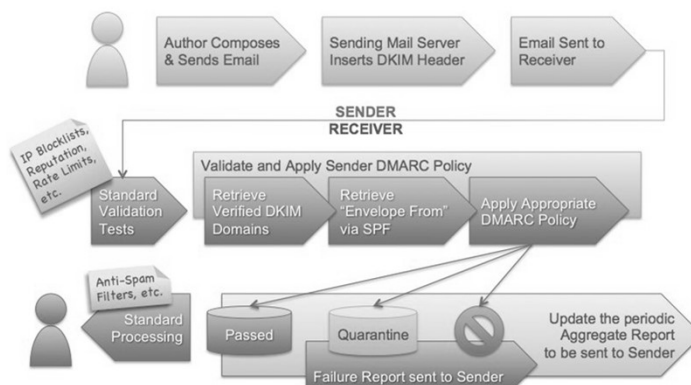 Author Composes
& Sends Email
Sending Mail Server
Inserts DKIM Header
Email Sent to
Receiver
SENDER
RECEIVER
IP Blocklists,
Reputation,
Rate Limits,
etc.
Validate and Apply Sender DMARC Policy
Standard
Validation
Tests
Retrieve
Verified DKIM
Domains
Retrieve
“Envelope From”
via SPF
Apply Appropriate
DMARC Policy
Anti-Spam
Filters, etc.
Standard
Processing
Passed
Quarantine
Update the periodic
Aggregate Report
to be sent to Sender
Failure Report sent to Sender